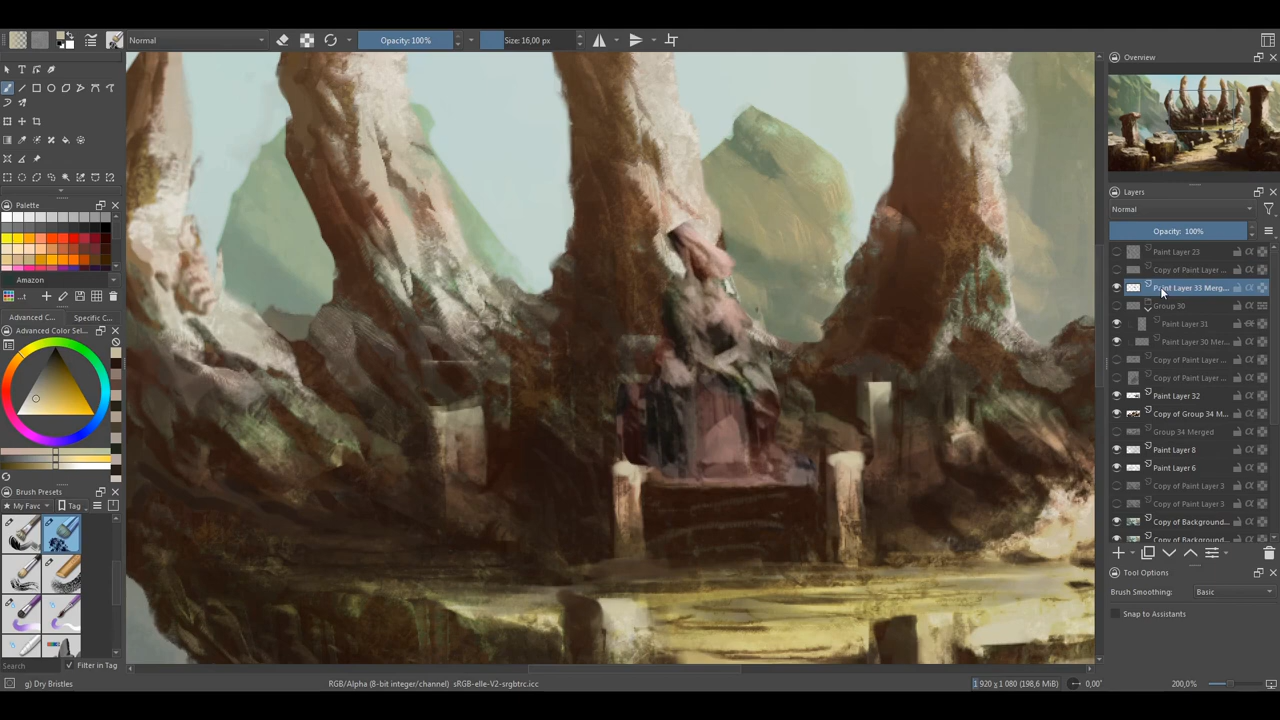 Normal
Opacity: 100%
Size: 16,00 px
Overview
Layers
Normal
Opacity: 100%
Paint Layer 23
Copy of Paint Layer ...
Paint Layer 33 Merg...
Group 30
Paint Layer 31
Paint Layer 30 Mer...
Copy of Paint Layer ...
Copy of Paint Layer ...
Paint Layer 32
Copy of Group 34 M...
Group 34 Merged
Paint Layer 8
Paint Layer 6
Copy of Paint Layer 3
Copy of Paint Layer 3
Copy of Background...
Copy of Background...
Tool Options
Brush Smoothing:
Basic
Snap to Assistants
Palette
Amazon
...
Advanced C...
Specific C...
Advanced Color Sel...
Brush Presets
My Favc
Tag
Search
Filter in Tag
g) Dry Bristles
RGB/Alpha (8-bit integer/channel) sRGB-elle-V2-srgbtrc.icc
1 920 x 1 080 (198,6 MiB)
0,00°
200,0%